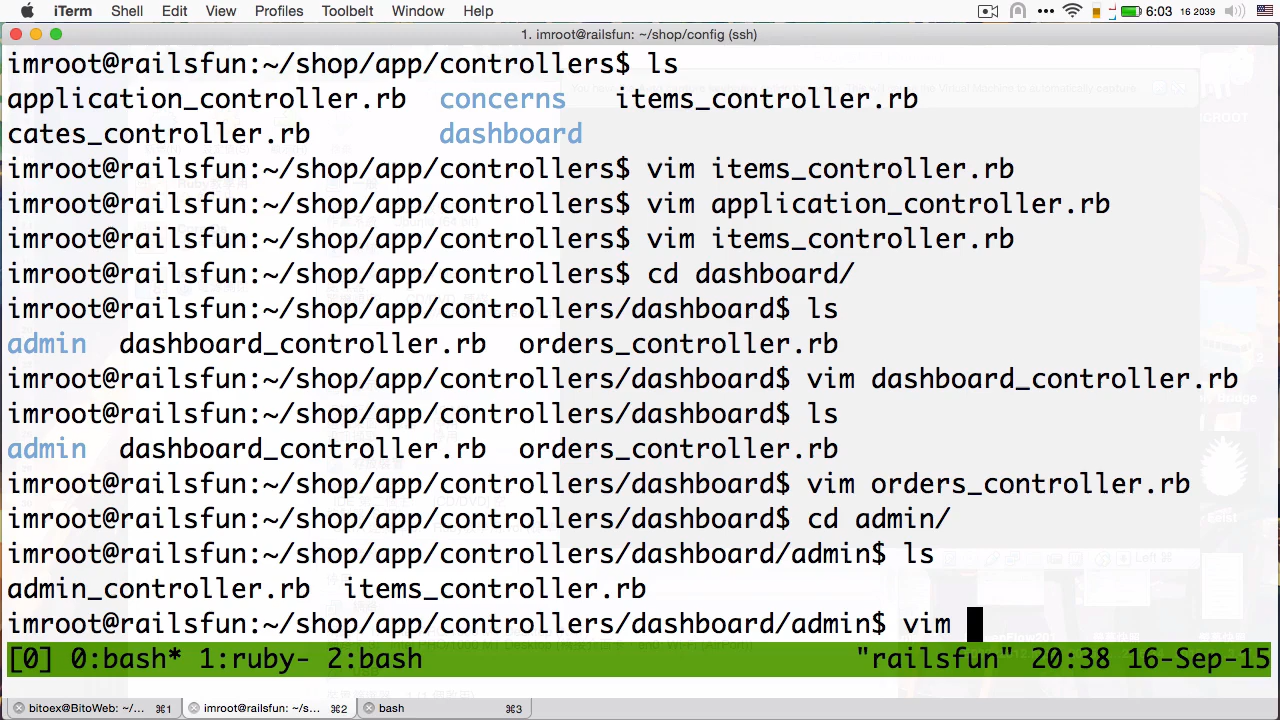 iTerm Shell Edit View Profiles Toolbelt Window Help 6:03 16 2039
1. imroot@railsfun: ~/shop/config (ssh)
imroot@railsfun:~/shop/app/controllers$ ls
application_controller.rb concerns items_controller.rb
cates_controller.rb dashboard
imroot@railsfun:~/shop/app/controllers$ vim items_controller.rb
imroot@railsfun:~/shop/app/controllers$ vim application_controller.rb
imroot@railsfun:~/shop/app/controllers$ vim items_controller.rb
imroot@railsfun:~/shop/app/controllers$ cd dashboard/
imroot@railsfun:~/shop/app/controllers/dashboard$ ls
admin dashboard_controller.rb orders_controller.rb
imroot@railsfun:~/shop/app/controllers/dashboard$ vim dashboard_controller.rb
imroot@railsfun:~/shop/app/controllers/dashboard$ ls
admin dashboard_controller.rb orders_controller.rb
imroot@railsfun:~/shop/app/controllers/dashboard$ vim orders_controller.rb
imroot@railsfun:~/shop/app/controllers/dashboard$ cd admin/
imroot@railsfun:~/shop/app/controllers/dashboard/admin$ ls
admin_controller.rb items_controller.rb
imroot@railsfun:~/shop/app/controllers/dashboard/admin$ vim
[0] 0:bash* 1:ruby- 2:bash "railsfun" 20:38 16-Sep-15
bitoex@BitoWeb: ~/... ⌘1 imroot@railsfun: ~/s... ⌘2 bash ⌘3